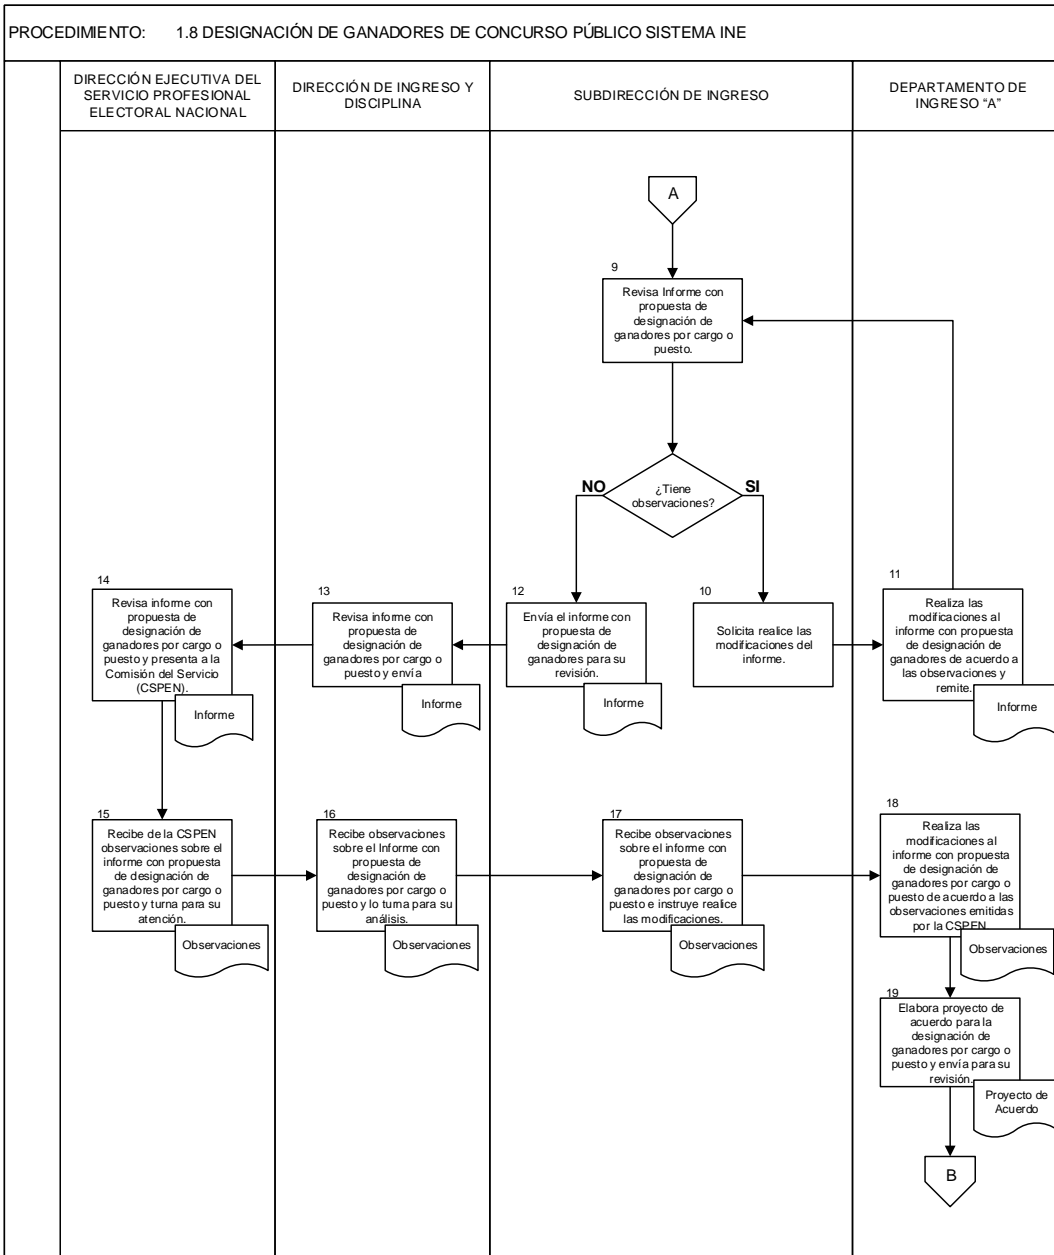 PROCEDIMIENTO: 1.8 DESIGNACIÓN DE GANADORES DE CONCURSO PÚBLICO SISTEMA INE
DIRECCIÓN EJECUTIVA DEL
SERVICIO PROFESIONAL
ELECTORAL NACIONAL
DIRECCIÓN DE INGRESO Y
DISCIPLINA
SUBDIRECCIÓN DE INGRESO
DEPARTAMENTO DE
INGRESO “A”
A
9
Revisa Informe con
propuesta de
designación de
ganadores por cargo o
puesto.
¿Tiene
observaciones?
NO
SI
14
Revisa informe con
propuesta de
designación de
ganadores por cargo o
puesto y presenta a la
Comisión del Servicio
(CSPEN).
Informe
13
Revisa informe con
propuesta de
designación de
ganadores por cargo o
puesto y envía
Informe
12
Envía el informe con
propuesta de
designación de
ganadores para su
revisión.
Informe
10
Solicita realice las
modificaciones del
informe.
11
Realiza las
modificaciones al
informe con propuesta
de designación de
ganadores de acuerdo a
las observaciones y
remite.
Informe
15
Recibe de la CSPEN
observaciones sobre el
informe con propuesta
de designación de
ganadores por cargo o
puesto y turna para su
atención.
Observaciones
16
Recibe observaciones
sobre el Informe con
propuesta de
designación de
ganadores por cargo o
puesto y lo turna para su
análisis.
Observaciones
17
Recibe observaciones
sobre el informe con
propuesta de
designación de
ganadores por cargo o
puesto e instruye realice
las modificaciones.
Observaciones
18
Realiza las
modificaciones al
informe con propuesta
de designación de
ganadores por cargo o
puesto de acuerdo a las
observaciones emitidas
por la CSPEN
Observaciones
19
Elabora proyecto de
acuerdo para la
designación de
ganadores por cargo o
puesto y envía para su
revisión.
Proyecto de
Acuerdo
B